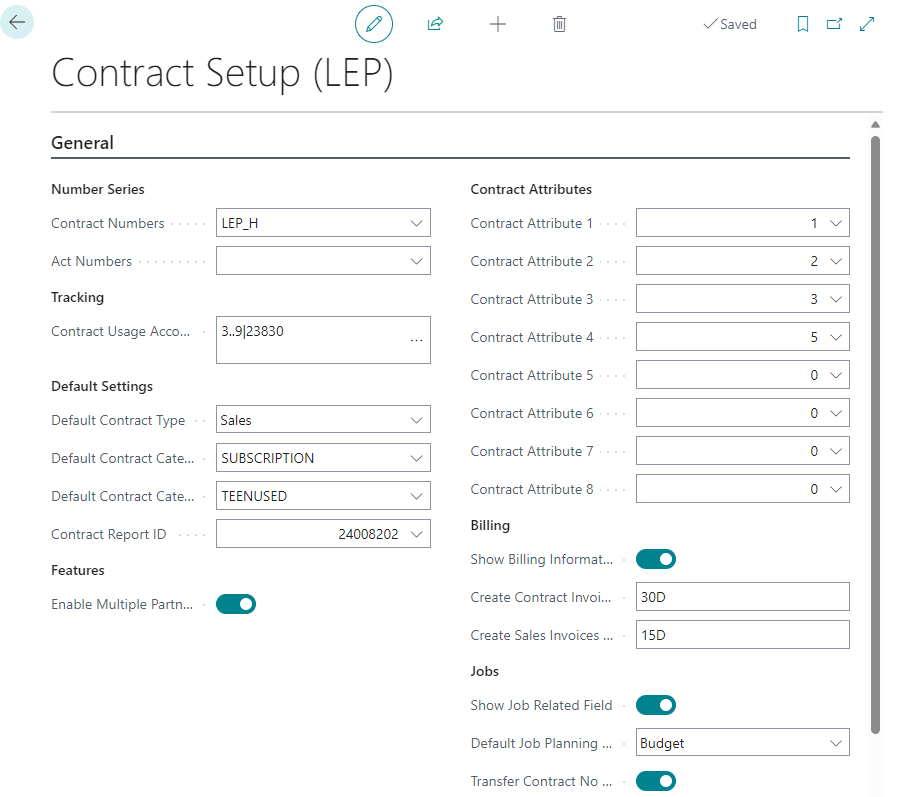 Saved
Contract Setup (LEP)
General
Number Series
Contract Numbers
LEP_H
Act Numbers
Tracking
Contract Usage Acco...
3..9|23830
...
Default Settings
Default Contract Type
Sales
Default Contract Cate...
SUBSCRIPTION
Default Contract Cate...
TEENUSED
Contract Report ID
24008202
Features
Enable Multiple Partn...
Contract Attributes
Contract Attribute 1
1
Contract Attribute 2
2
Contract Attribute 3
3
Contract Attribute 4
5
Contract Attribute 5
0
Contract Attribute 6
0
Contract Attribute 7
0
Contract Attribute 8
0
Billing
Show Billing Informat...
Create Contract Invoi...
30D
Create Sales Invoices ...
15D
Jobs
Show Job Related Field
Default Job Planning ...
Budget
Transfer Contract No ...